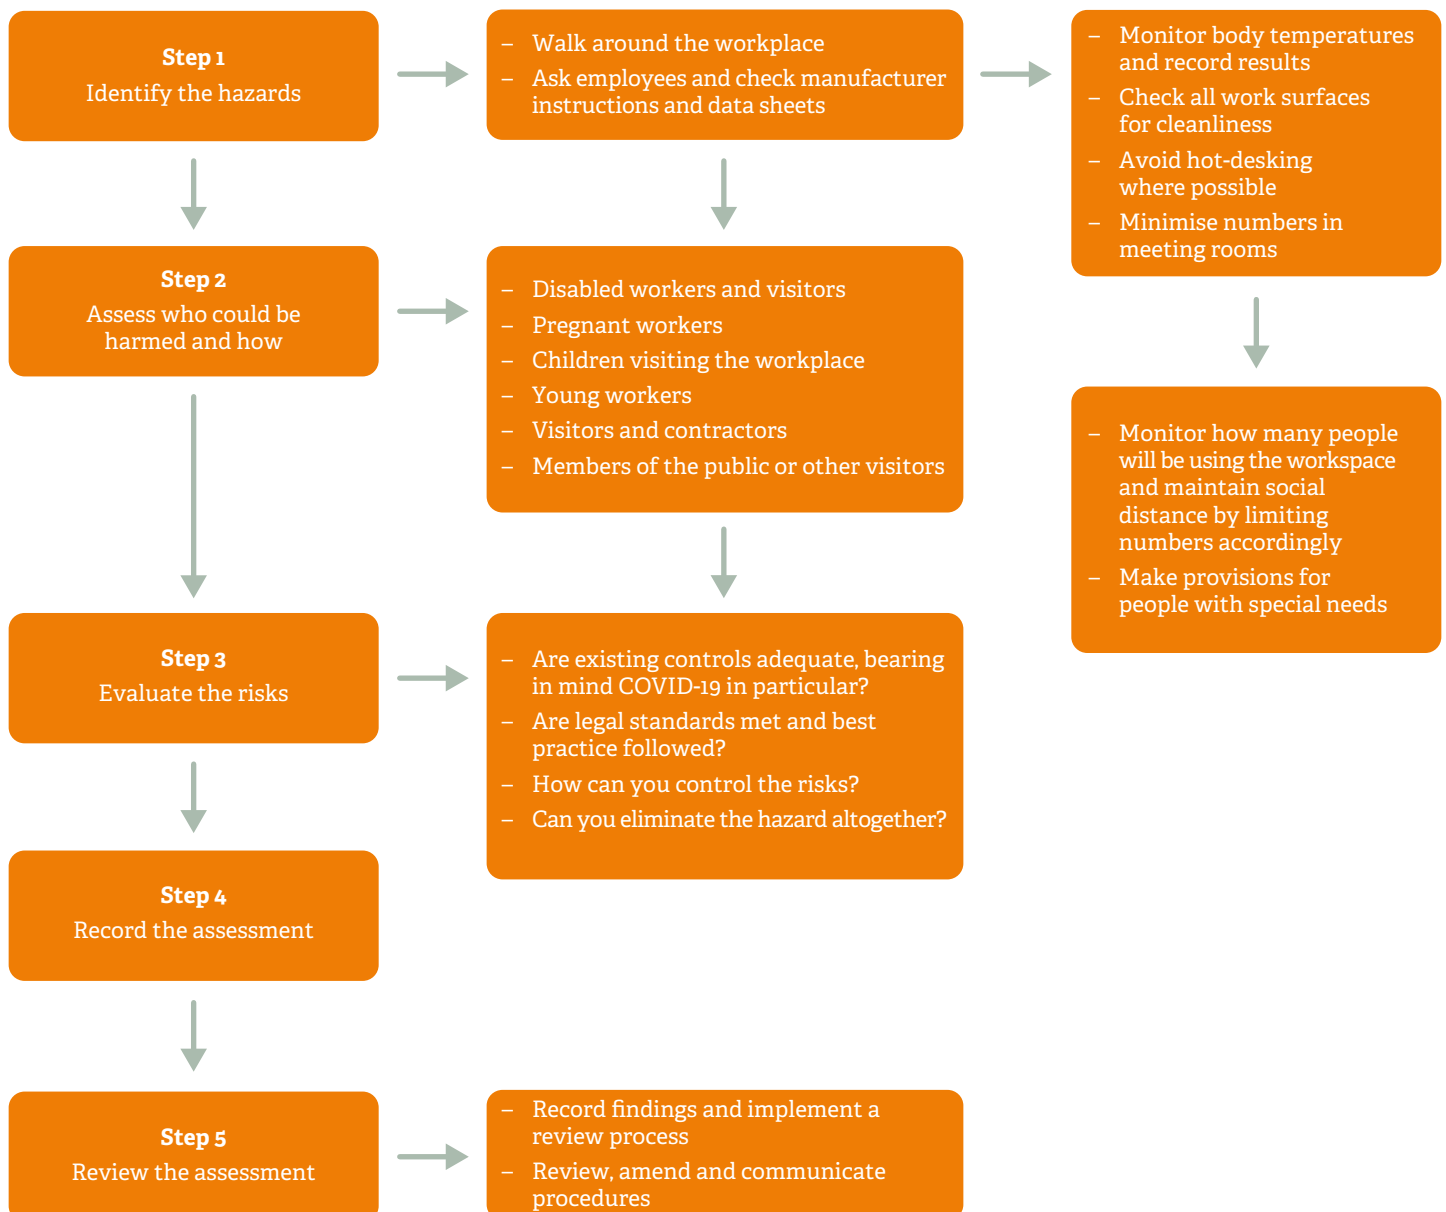 Step 1
Identify the hazards
– Walk around the workplace
– Ask employees and check manufacturer
instructions and data sheets
– Monitor body temperatures
and record results
– Check all work surfaces
for cleanliness
– Avoid hot-desking
where possible
– Minimise numbers in
meeting rooms
Step 2
Assess who could be
harmed and how
– Disabled workers and visitors
– Pregnant workers
– Children visiting the workplace
– Young workers
– Visitors and contractors
– Members of the public or other visitors
– Monitor how many people
will be using the workspace
and maintain social
distance by limiting
numbers accordingly
– Make provisions for
people with special needs
Step 3
Evaluate the risks
– Are existing controls adequate, bearing
in mind COVID-19 in particular?
– Are legal standards met and best
practice followed?
– How can you control the risks?
– Can you eliminate the hazard altogether?
Step 4
Record the assessment
Step 5
Review the assessment
– Record findings and implement a
review process
– Review, amend and communicate
procedures